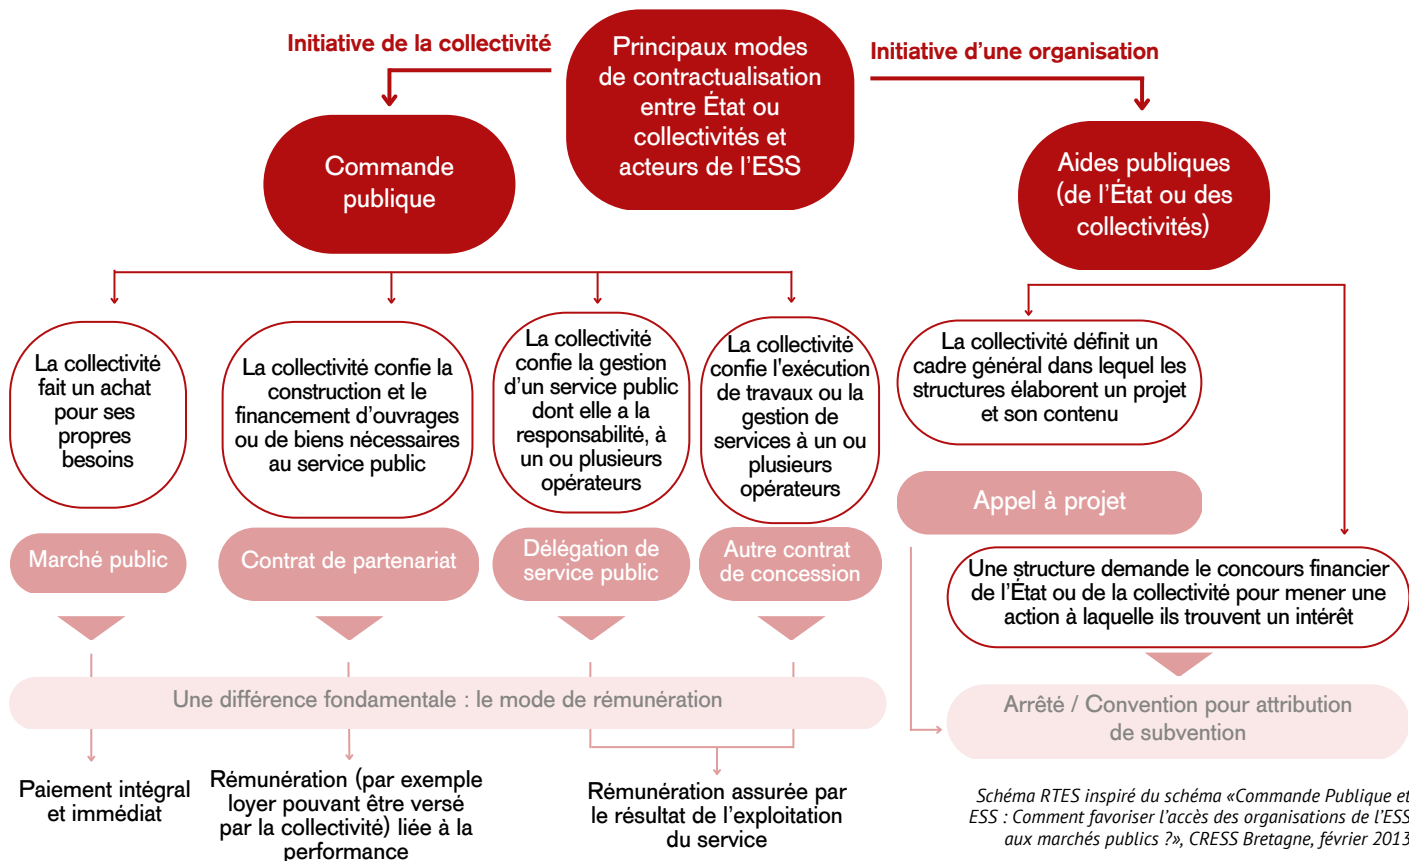 Initiative de la collectivité
Principaux modes
de contractualisation
entre État ou
collectivités et
acteurs de l’ESS
Initiative d’une organisation
Commande
publique
Aides publiques
(de l’État ou des
collectivités)
La collectivité
fait un achat
pour ses
propres
besoins
La collectivité confie la
construction et le
financement d’ouvrages
ou de biens nécessaires
au service public
La collectivité
confie la gestion
d’un service public
dont elle a la
responsabilité, à
un ou plusieurs
opérateurs
La collectivité
confie l'exécution
de travaux ou la
gestion de
services à un ou
plusieurs
opérateurs
La collectivité définit un
cadre général dans lequel les
structures élaborent un projet
et son contenu
Marché public
Contrat de partenariat
Délégation de
service public
Autre contrat
de concession
Appel à projet
Une structure demande le concours financier
de l’État ou de la collectivité pour mener une
action à laquelle ils trouvent un intérêt
Une différence fondamentale : le mode de rémunération
Arrêté / Convention pour attribution
de subvention
Paiement intégral
et immédiat
Rémunération (par exemple
loyer pouvant être versé
par la collectivité) liée à la
performance
Rémunération assurée par
le résultat de l’exploitation
du service
Schéma RTES inspiré du schéma «Commande Publique et
ESS : Comment favoriser l’accès des organisations de l’ESS
aux marchés publics ?», CRESS Bretagne, février 2013